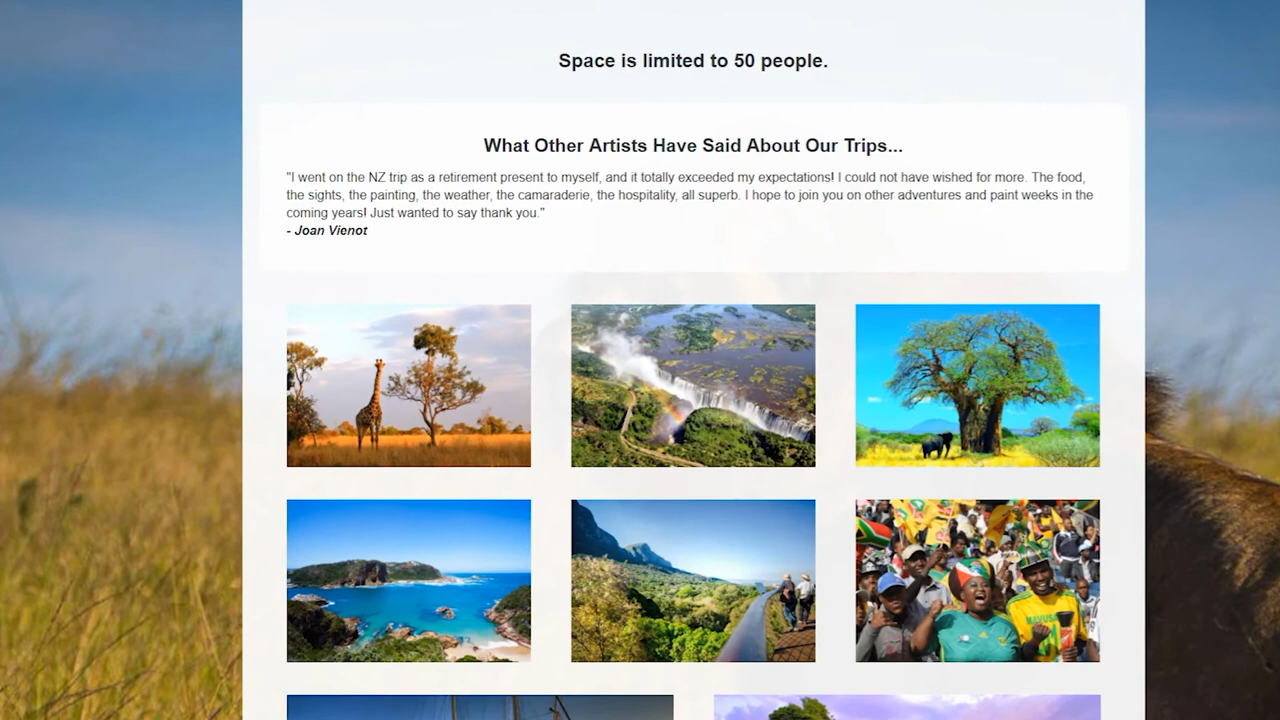 Space is limited to 50 people.
What Other Artists Have Said About Our Trips...
"I went on the NZ trip as a retirement present to myself, and it totally exceeded my expectations! I could not have wished for more. The food,
the sights, the painting, the weather, the camaraderie, the hospitality, all superb. I hope to join you on other adventures and paint weeks in the
coming years! Just wanted to say thank you."
- Joan Vienot